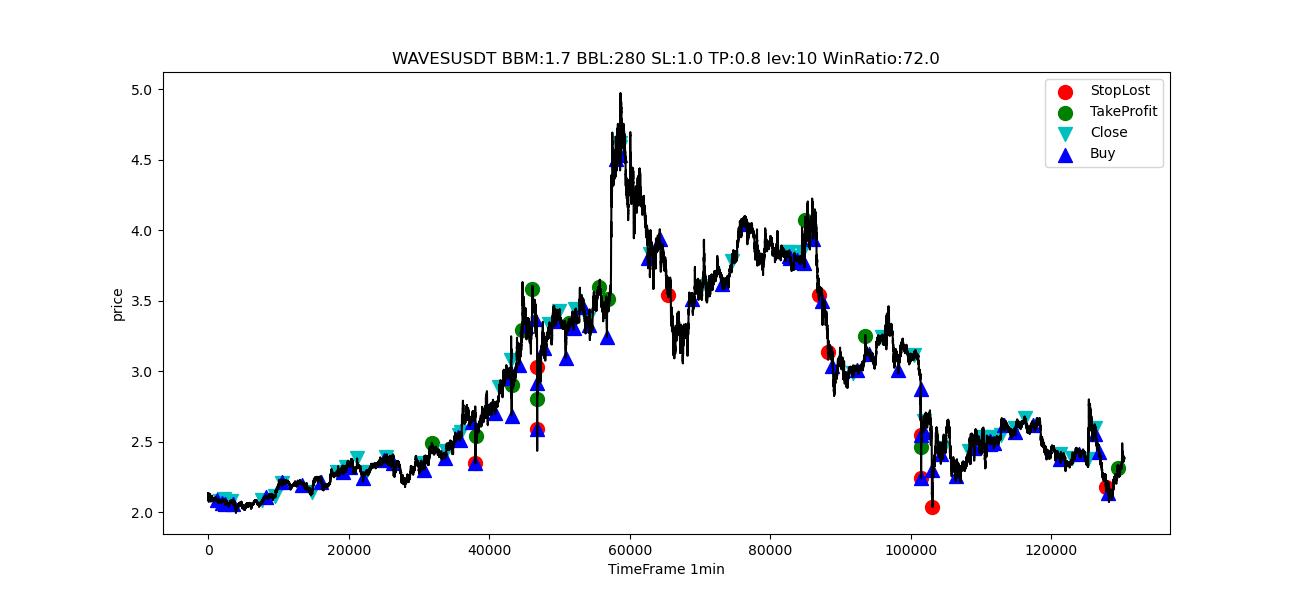 WAVESUSDT BBM:1.7 BBL:280 SL:1.0 TP:0.8 lev:10 WinRatio:72.0
StopLost
TakeProfit
Close
Buy
price
5.0
4.5
4.0
3.5
3.0
2.5
2.0
0
20000
40000
60000
80000
100000
120000
TimeFrame 1min